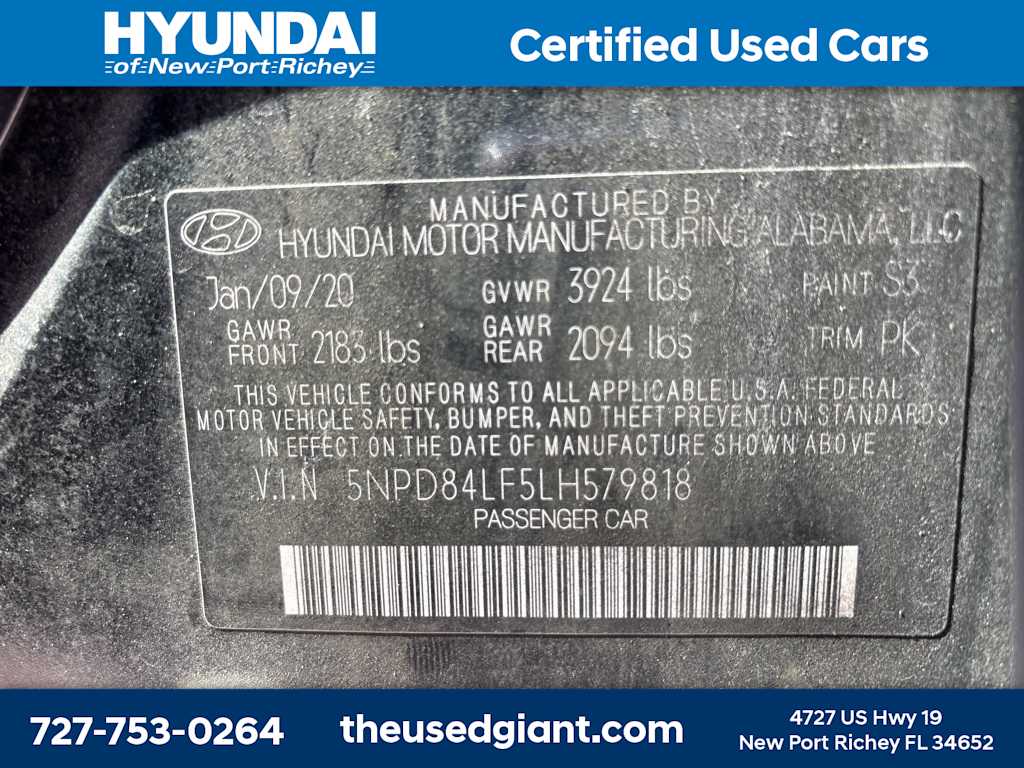 HYUNDAI
of New Port Richey
Certified Used Cars
MANUFACTURED BY
HYUNDAI MOTOR MANUFACTURING ALABAMA, LLC
Jan/09/20 GVWR 3924 lbs PAINT S3
GAWR FRONT 2183 lbs GAWR REAR 2094 lbs TRIM PK
THIS VEHICLE CONFORMS TO ALL APPLICABLE U.S.A. FEDERAL
MOTOR VEHICLE SAFETY, BUMPER, AND THEFT PREVENTION STANDARDS
IN EFFECT ON THE DATE OF MANUFACTURE SHOWN ABOVE
V.I.N 5NPD84LF5LH579818
PASSENGER CAR
727-753-0264
theusedgiant.com
4727 US Hwy 19
New Port Richey FL 34652